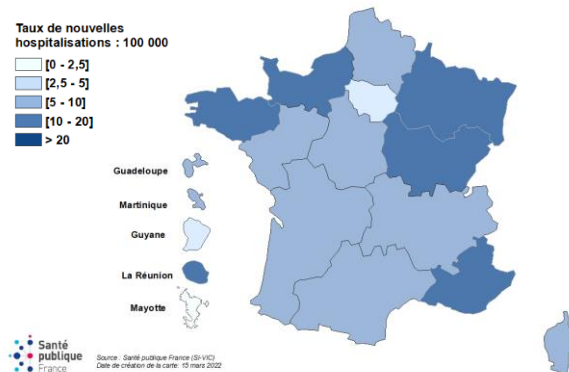 Taux de nouvelles
hospitalisations : 100 000
[0 - 2,5]
[2,5 - 5]
[5 - 10]
[10 - 20]
> 20
Guadeloupe
Martinique
Guyane
La Réunion
Mayotte
Santé
publique
France
Source : Santé publique France (SI-VIC)
Date de création de la carte: 15 mars 2022